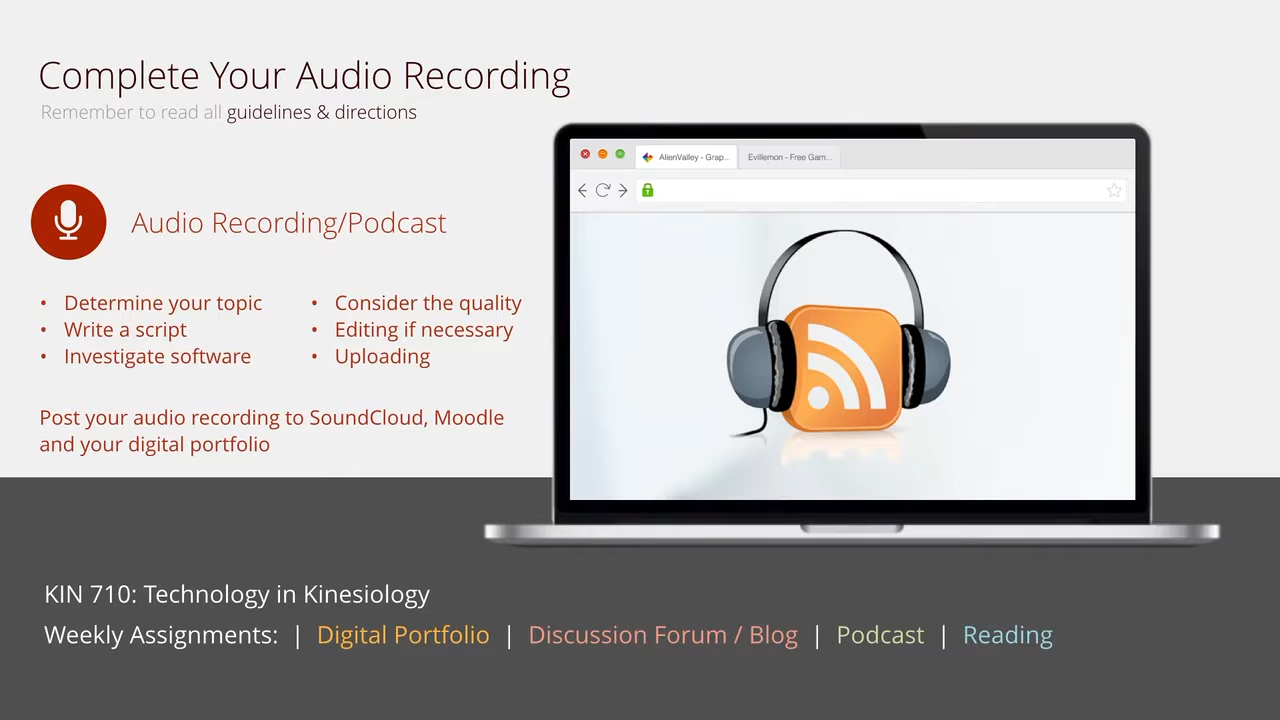 Complete Your Audio Recording
Remember to read all guidelines & directions
AlienValley - Grap...
Evillemon - Free Gam...
Audio Recording/Podcast
• Determine your topic
• Write a script
• Investigate software
• Consider the quality
• Editing if necessary
• Uploading
Post your audio recording to SoundCloud, Moodle
and your digital portfolio
KIN 710: Technology in Kinesiology
Weekly Assignments: | Digital Portfolio | Discussion Forum / Blog | Podcast | Reading